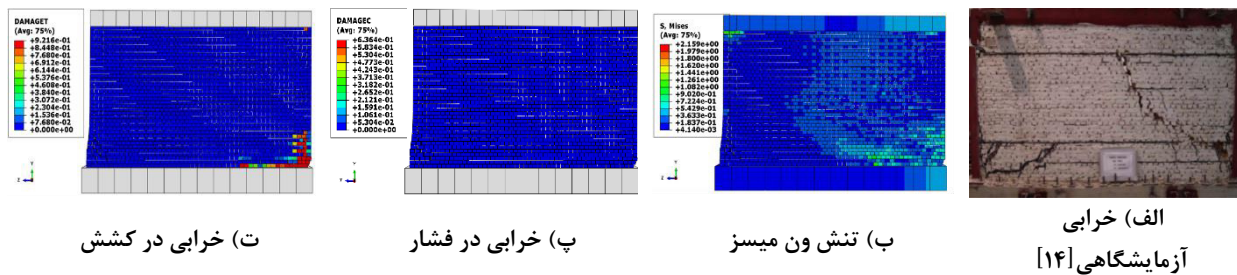 DAMAGET
(Avg: 75%)
+9.216e-01
+8.448e-01
+7.680e-01
+6.912e-01
+6.144e-01
+5.376e-01
+4.608e-01
+3.840e-01
+3.072e-01
+2.304e-01
+1.536e-01
+7.680e-02
+0.000e+00
DAMAGEC
(Avg: 75%)
+6.364e-01
+5.834e-01
+5.304e-01
+4.773e-01
+4.243e-01
+3.713e-01
+3.182e-01
+2.652e-01
+2.121e-01
+1.591e-01
+1.061e-01
+5.304e-02
+0.000e+00
S, Mises
(Avg: 75%)
+2.159e+00
+1.979e+00
+1.800e+00
+1.620e+00
+1.441e+00
+1.261e+00
+1.082e+00
+9.020e-01
+7.224e-01
+5.429e-01
+3.633e-01
+1.837e-01
+4.140e-03
الف) خرابی
آزمایشگاهی[۱۴]
ب) تنش ون میسز
پ) خرابی در فشار
ت) خرابی در کشش